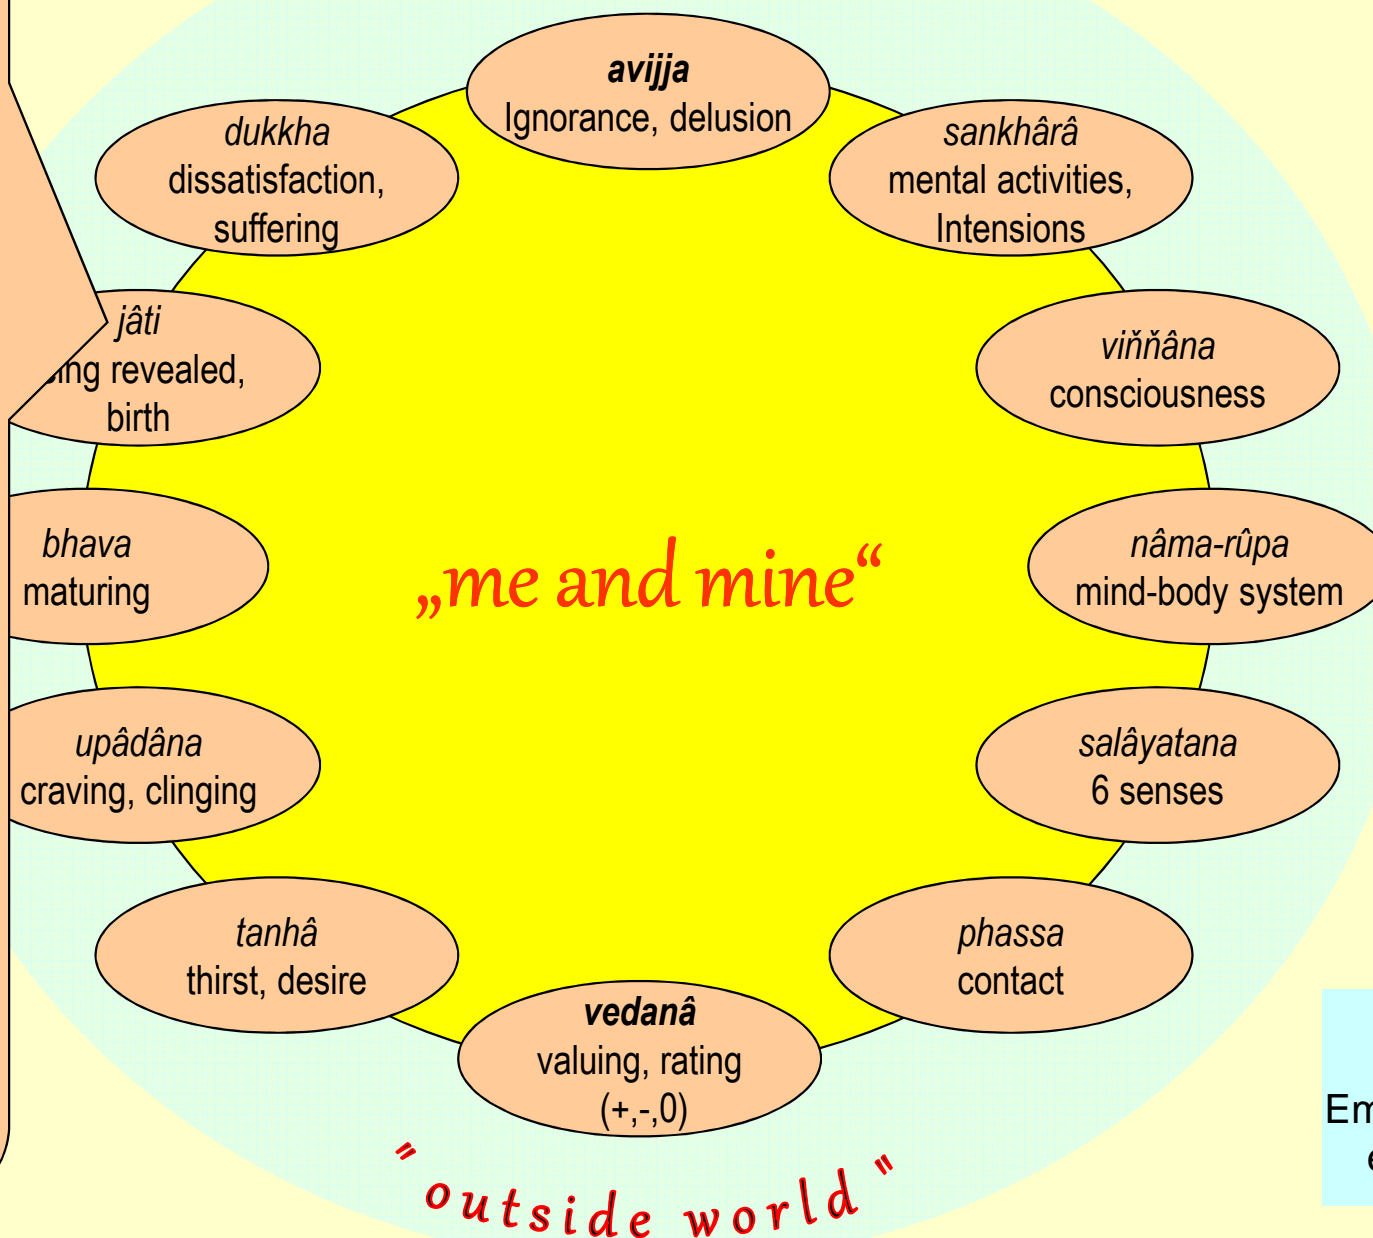 avijja
Ignorance, delusion
sankhârâ
mental activities,
Intensions
viňňâna
consciousness
nâma-rûpa
mind-body system
salâyatana
6 senses
phassa
contact
vedanâ
valuing, rating
(+,-,0)
tanhâ
thirst, desire
upâdâna
craving, clinging
bhava
maturing
jâti
revealed,
birth
dukkha
dissatisfaction,
suffering
„me and mine“
"outside world"